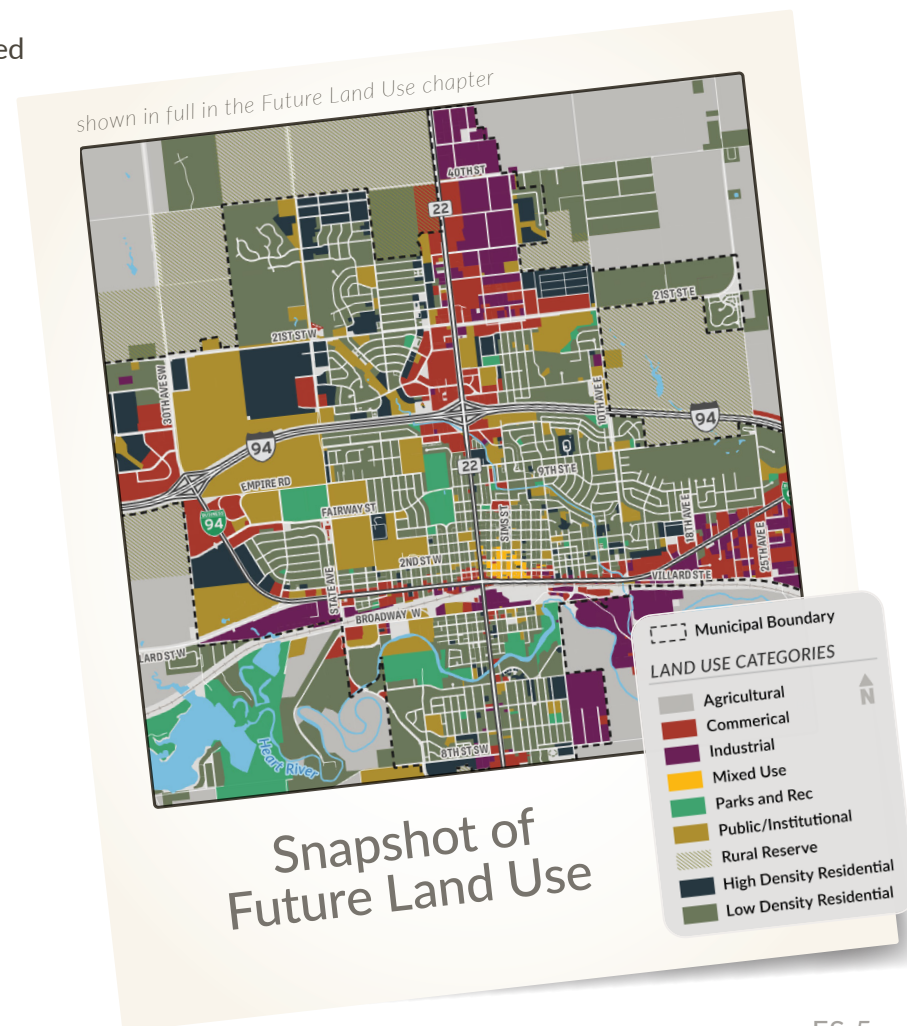 ed
shown in full in the Future Land Use chapter
40TH ST
22
21ST ST E
21ST ST W
30TH AVE SW
10TH AVE E
94
94
22
9TH ST E
EMPIRE RD
94
FAIRWAY ST
SIMS ST
18TH AVE E
25TH AVE E
2ND ST W
STATE AVE
VILLARD ST E
BROADWAY W
LARD ST W
8TH ST SW
Heart River
Municipal Boundary
LAND USE CATEGORIES
N
Agricultural
Commerical
Industrial
Mixed Use
Parks and Rec
Public/Institutional
Rural Reserve
High Density Residential
Low Density Residential
Snapshot of
Future Land Use